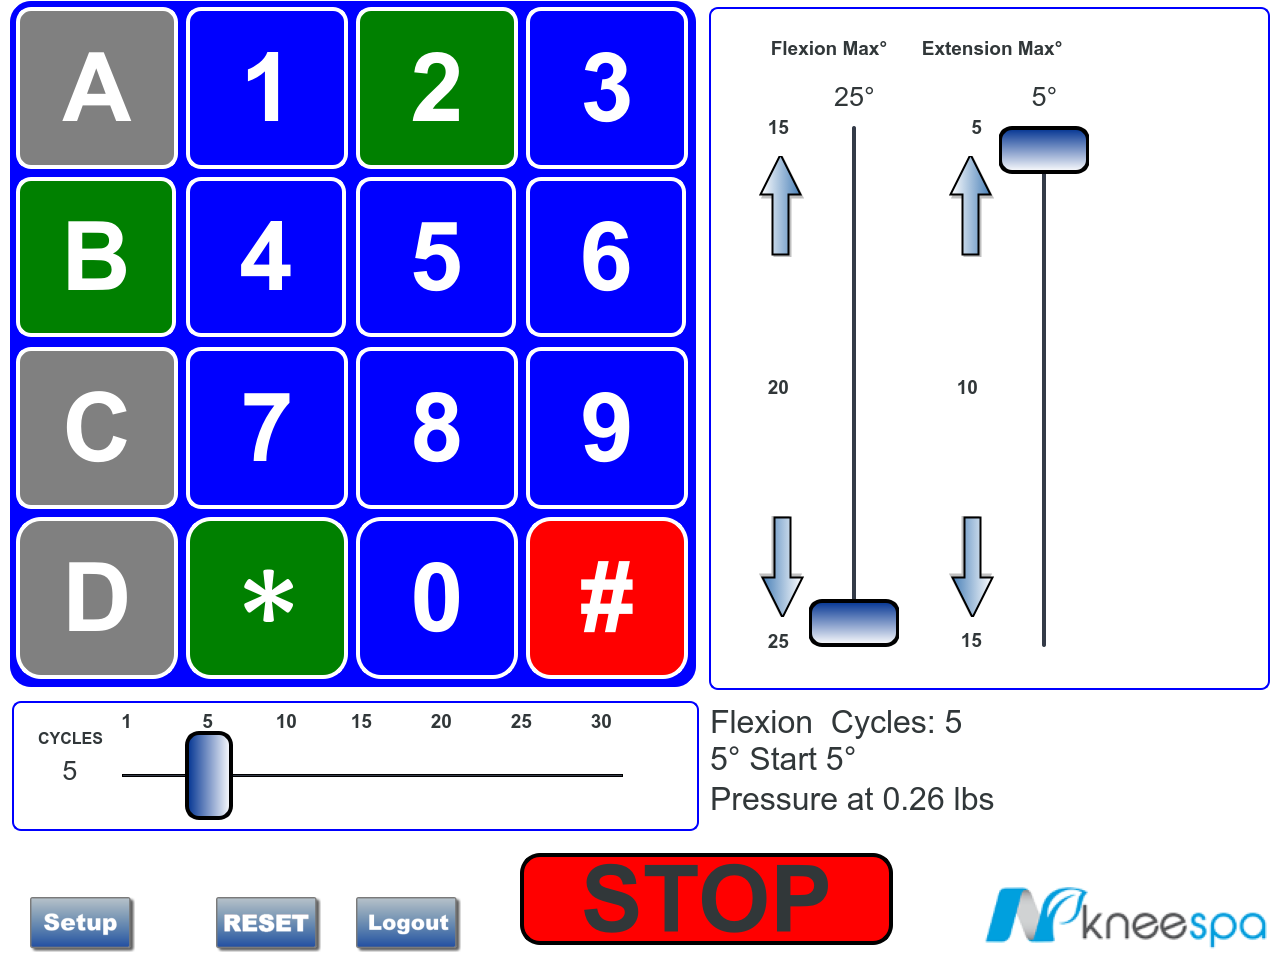 A 1 2 3
B 4 5 6
C 7 8 9
D * 0 #
Flexion Max° Extension Max°
25° 5°
15 5
20 10
25 15
1 5 10 15 20 25 30
CYCLES
5
Flexion  Cycles: 5
5° Start 5°
Pressure at 0.26 lbs
Setup
RESET
Logout
STOP
kneespa